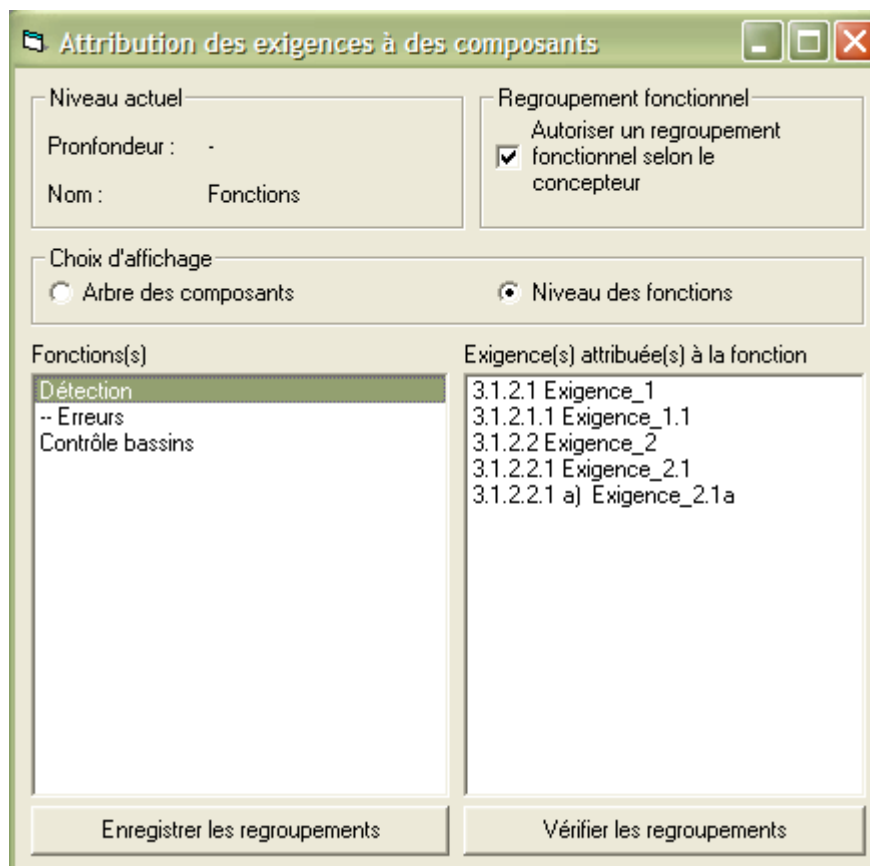 Attribution des exigences à des composants
Niveau actuel
Pronfondeur : -
Nom : Fonctions
Regroupement fonctionnel
Autoriser un regroupement
fonctionnel selon le
concepteur
Choix d'affichage
Arbre des composants
Niveau des fonctions
Fonctions(s)
Détection
-- Erreurs
Contrôle bassins
Exigence(s) attribuée(s) à la fonction
3.1.2.1 Exigence_1
3.1.2.1.1 Exigence_1.1
3.1.2.2 Exigence_2
3.1.2.2.1 Exigence_2.1
3.1.2.2.1 a) Exigence_2.1a
Enregistrer les regroupements
Vérifier les regroupements